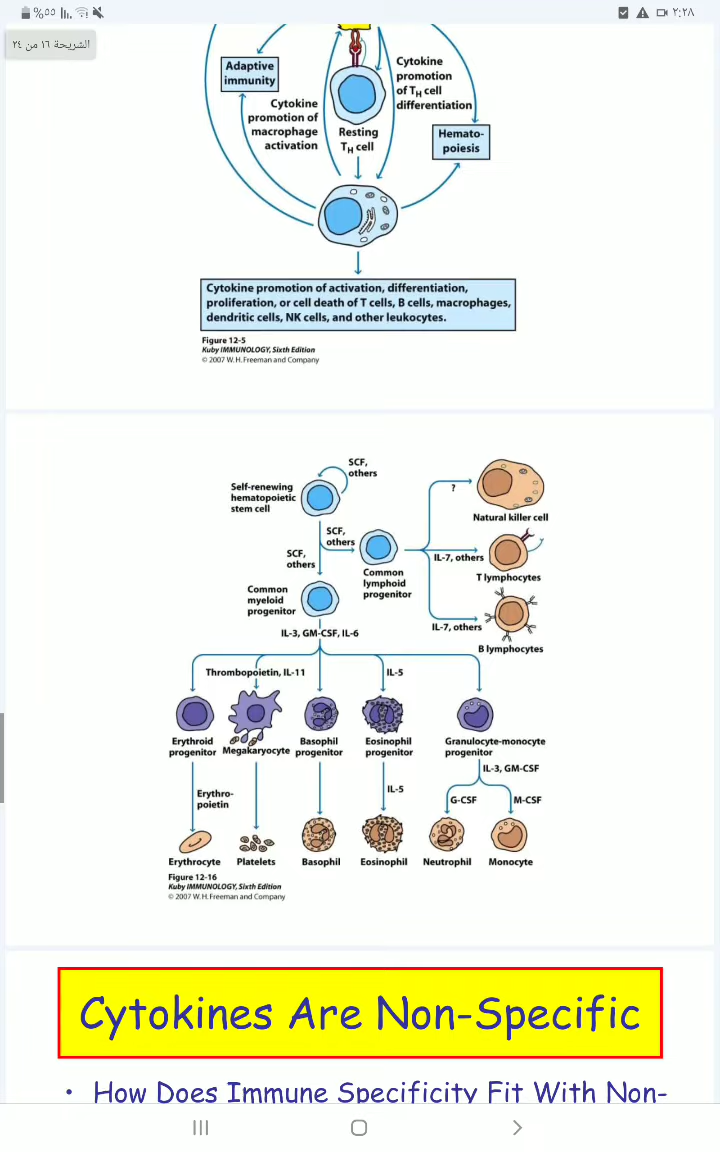 %٥٥
٢:٢٨
الشريحة ١٦ من ٢٤
Adaptive
immunity
Cytokine
promotion of
macrophage
activation
Resting
TH cell
Cytokine
promotion
of TH cell
differentiation
Hemato-
poiesis
Cytokine promotion of activation, differentiation,
proliferation, or cell death of T cells, B cells, macrophages,
dendritic cells, NK cells, and other leukocytes.
Figure 12-5
Kuby IMMUNOLOGY, Sixth Edition
© 2007 W. H. Freeman and Company
SCF,
others
Self-renewing
hematopoietic
stem cell
?
Natural killer cell
SCF,
others
SCF,
others
Common
lymphoid
progenitor
IL-7, others
T lymphocytes
Common
myeloid
progenitor
IL-7, others
B lymphocytes
IL-3, GM-CSF, IL-6
Thrombopoietin, IL-11
IL-5
Erythroid
progenitor
Megakaryocyte
Basophil
progenitor
Eosinophil
progenitor
Granulocyte-monocyte
progenitor
IL-3, GM-CSF
Erythro-
poietin
IL-5
G-CSF
M-CSF
Erythrocyte
Platelets
Basophil
Eosinophil
Neutrophil
Monocyte
Figure 12-16
Kuby IMMUNOLOGY, Sixth Edition
© 2007 W. H. Freeman and Company
Cytokines Are Non-Specific
• How Does Immune Specificity Fit With Non-